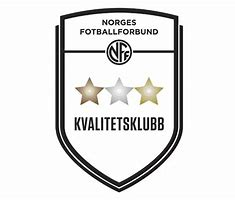 NORGES
FOTBALLFORBUND
NFF
KVALITETSKLUBB